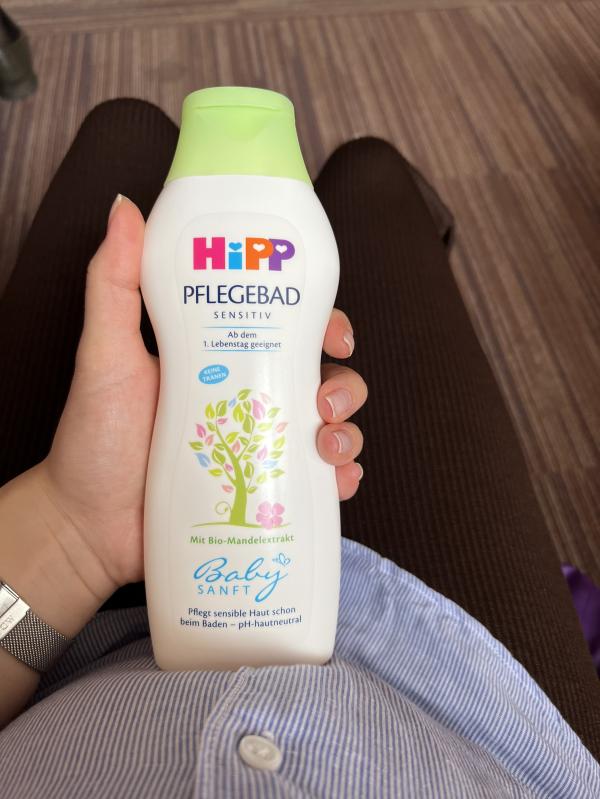 HiPP
PFLEGEBAD
SENSITIV
Ab dem
1. Lebenstag geeignet
KEINE
TRÄNEN
Mit Bio-Mandelextrakt
Baby
SANFT
Pflegt sensible Haut schon
beim Baden – pH-hautneutral